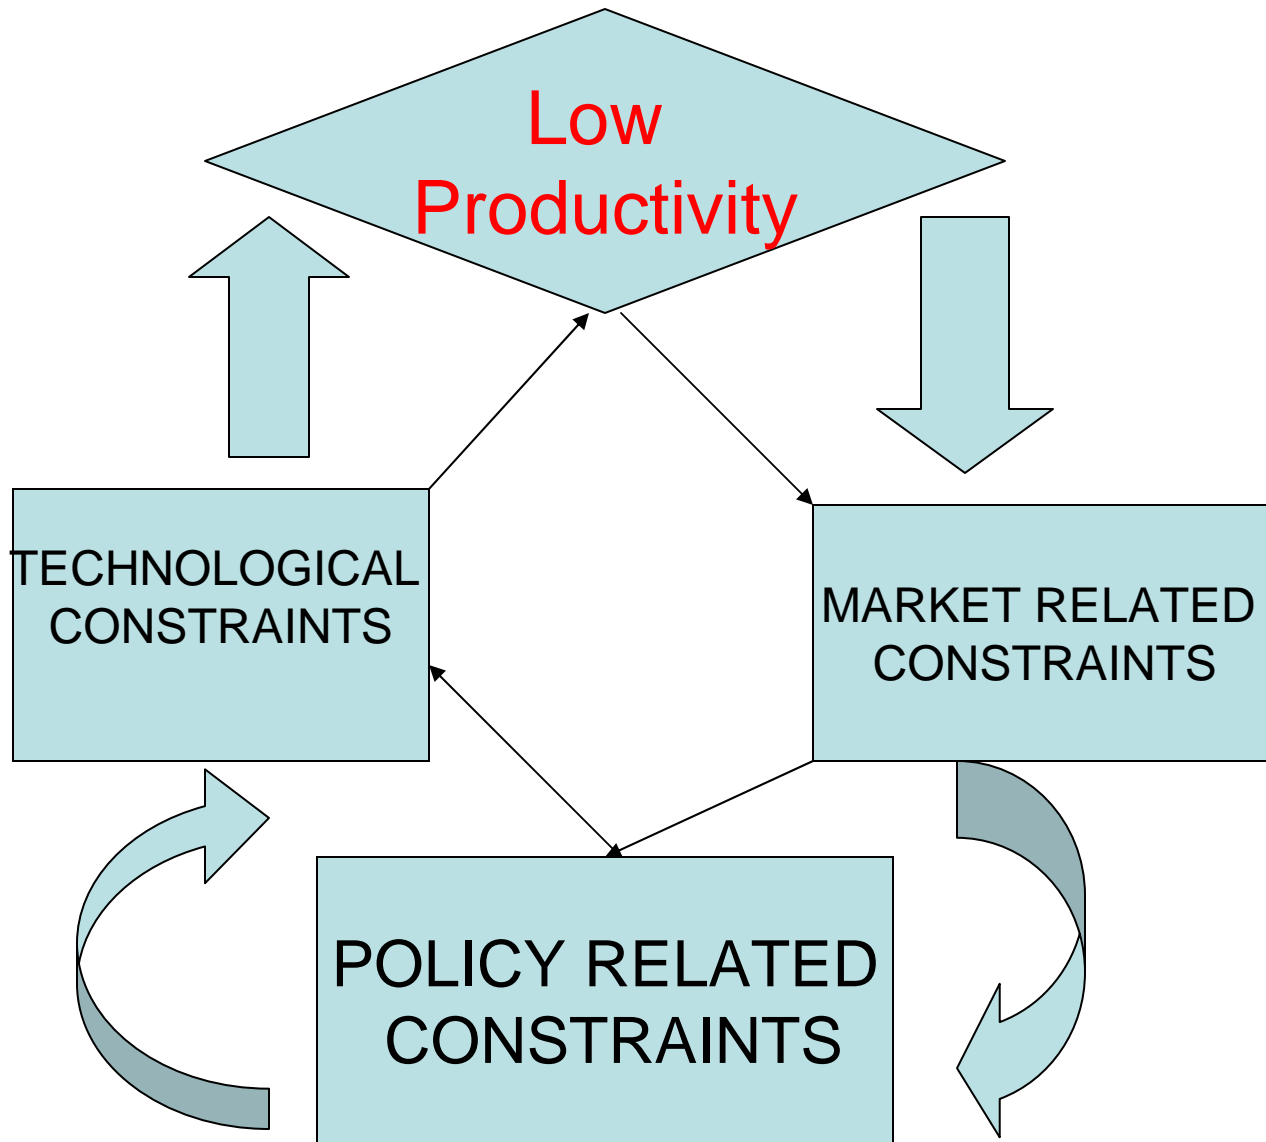 Low
Productivity
TECHNOLOGICAL
CONSTRAINTS
MARKET RELATED
CONSTRAINTS
POLICY RELATED
CONSTRAINTS